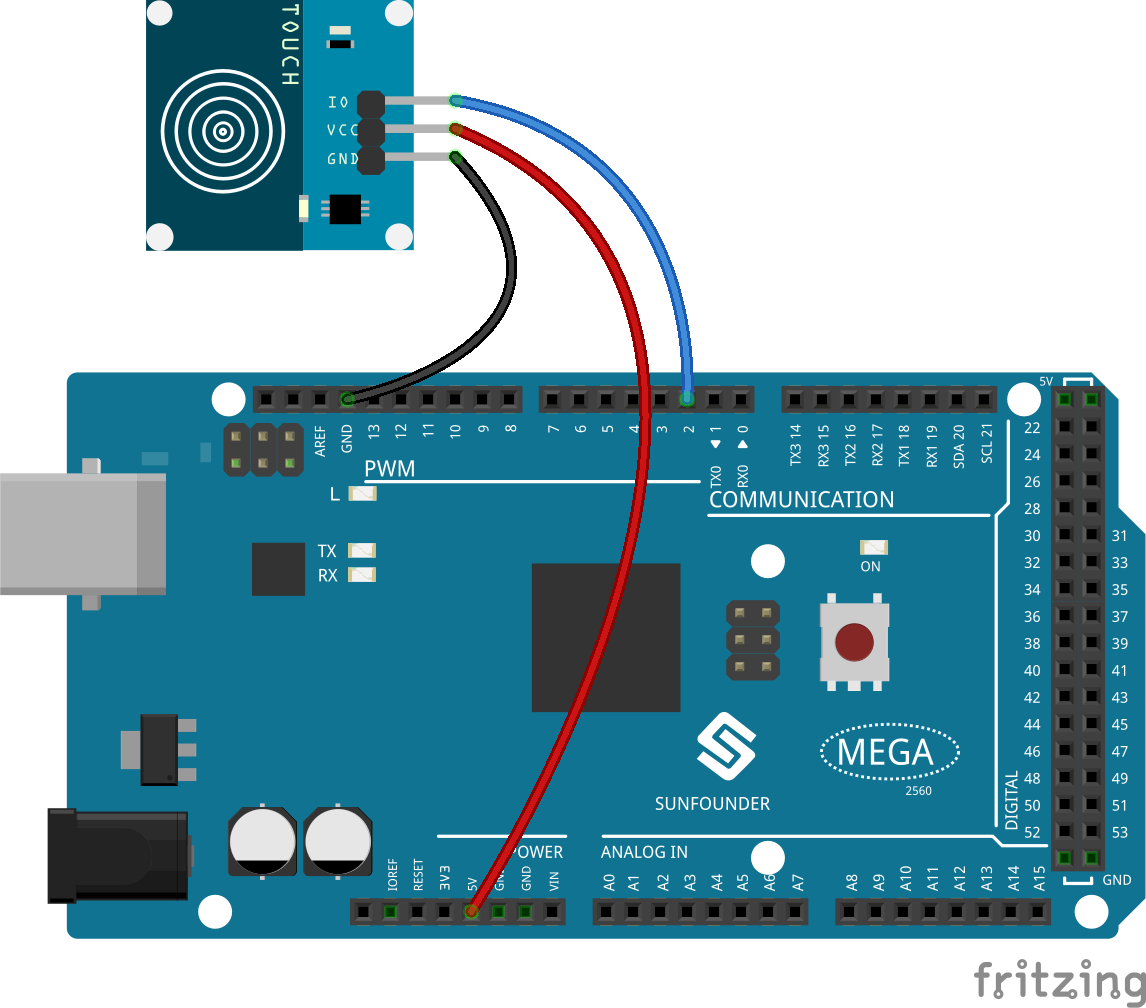 TOUCH
IO
VCC
GND
5V
AREF GND 13 12 11 10 9 8 7 6 5 4 3 2 TX0 1 RX0 0 TX3 14 RX3 15 TX2 16 RX2 17 TX1 18 RX1 19 SDA 20 SCL 21
PWM
L
COMMUNICATION
TX
RX
ON
22
24
26
28
30 31
32 33
34 35
36 37
38 39
40 41
42 43
44 45
46 47
48 49
50 51
52 53
DIGITAL
GND
MEGA
2560
SUNFOUNDER
POWER
ANALOG IN
IOREF RESET 3V3 5V GND VIN
A0 A1 A2 A3 A4 A5 A6 A7 A8 A9 A10 A11 A12 A13 A14 A15
fritzing